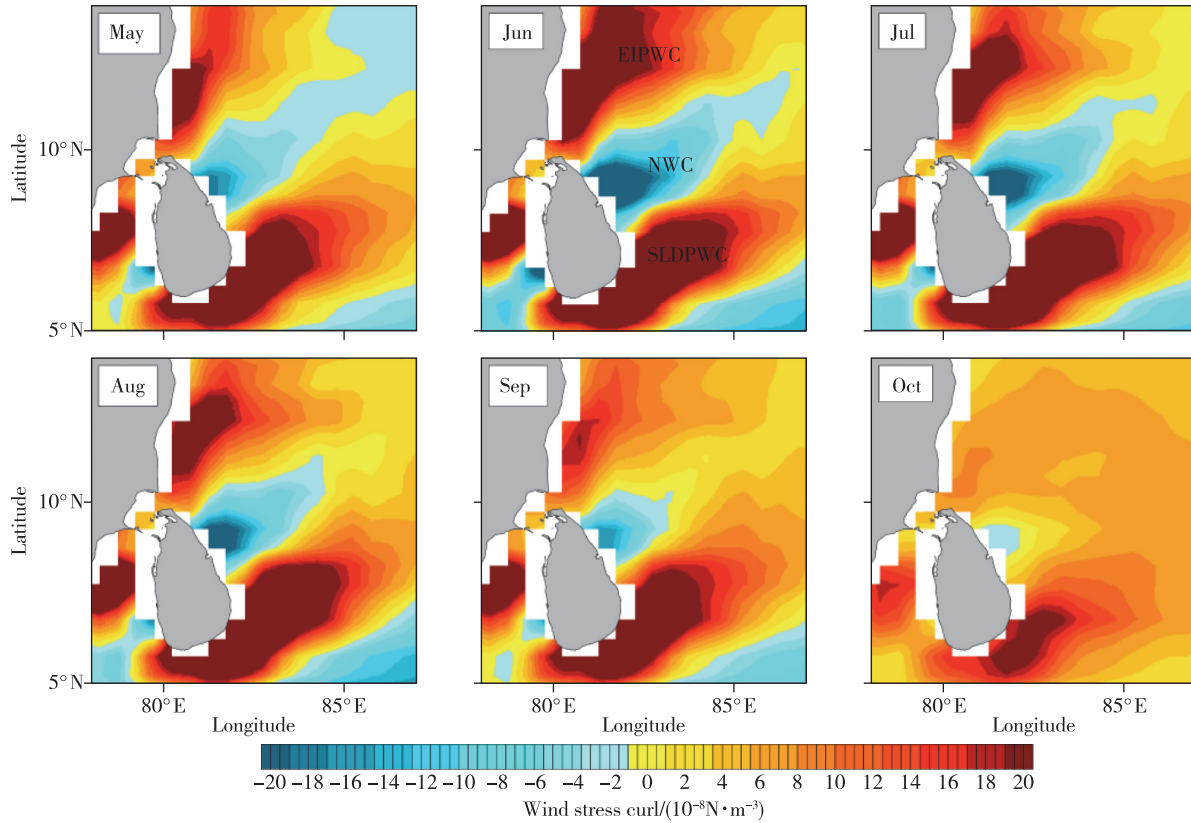 May
Jun
Jul
EIPWC
NWC
SLDPWC
Latitude
10°N
5°N
Aug
Sep
Oct
Latitude
10°N
5°N
80°E 85°E 80°E 85°E 80°E 85°E
Longitude Longitude Longitude
−20 −18 −16 −14 −12 −10 −8 −6 −4 −2 0 2 4 6 8 10 12 14 16 18 20
Wind stress curl/(10⁻⁸N·m⁻³)